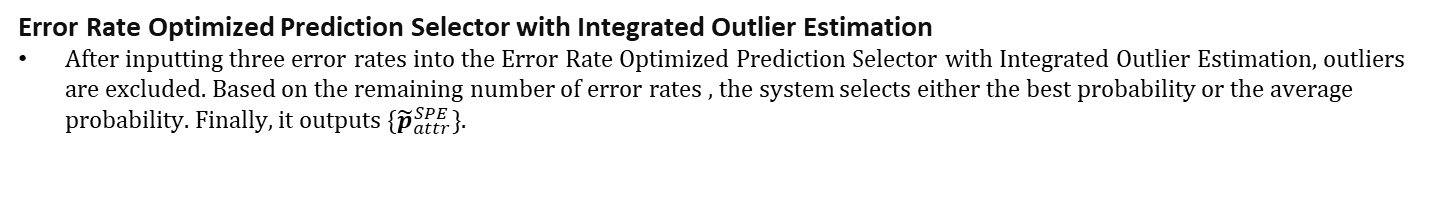 Error Rate Optimized Prediction Selector with Integrated Outlier Estimation
• After inputting three error rates into the Error Rate Optimized Prediction Selector with Integrated Outlier Estimation, outliers
are excluded. Based on the remaining number of error rates , the system selects either the best probability or the average
probability. Finally, it outputs {p̃^{SPE}_{attr}}.